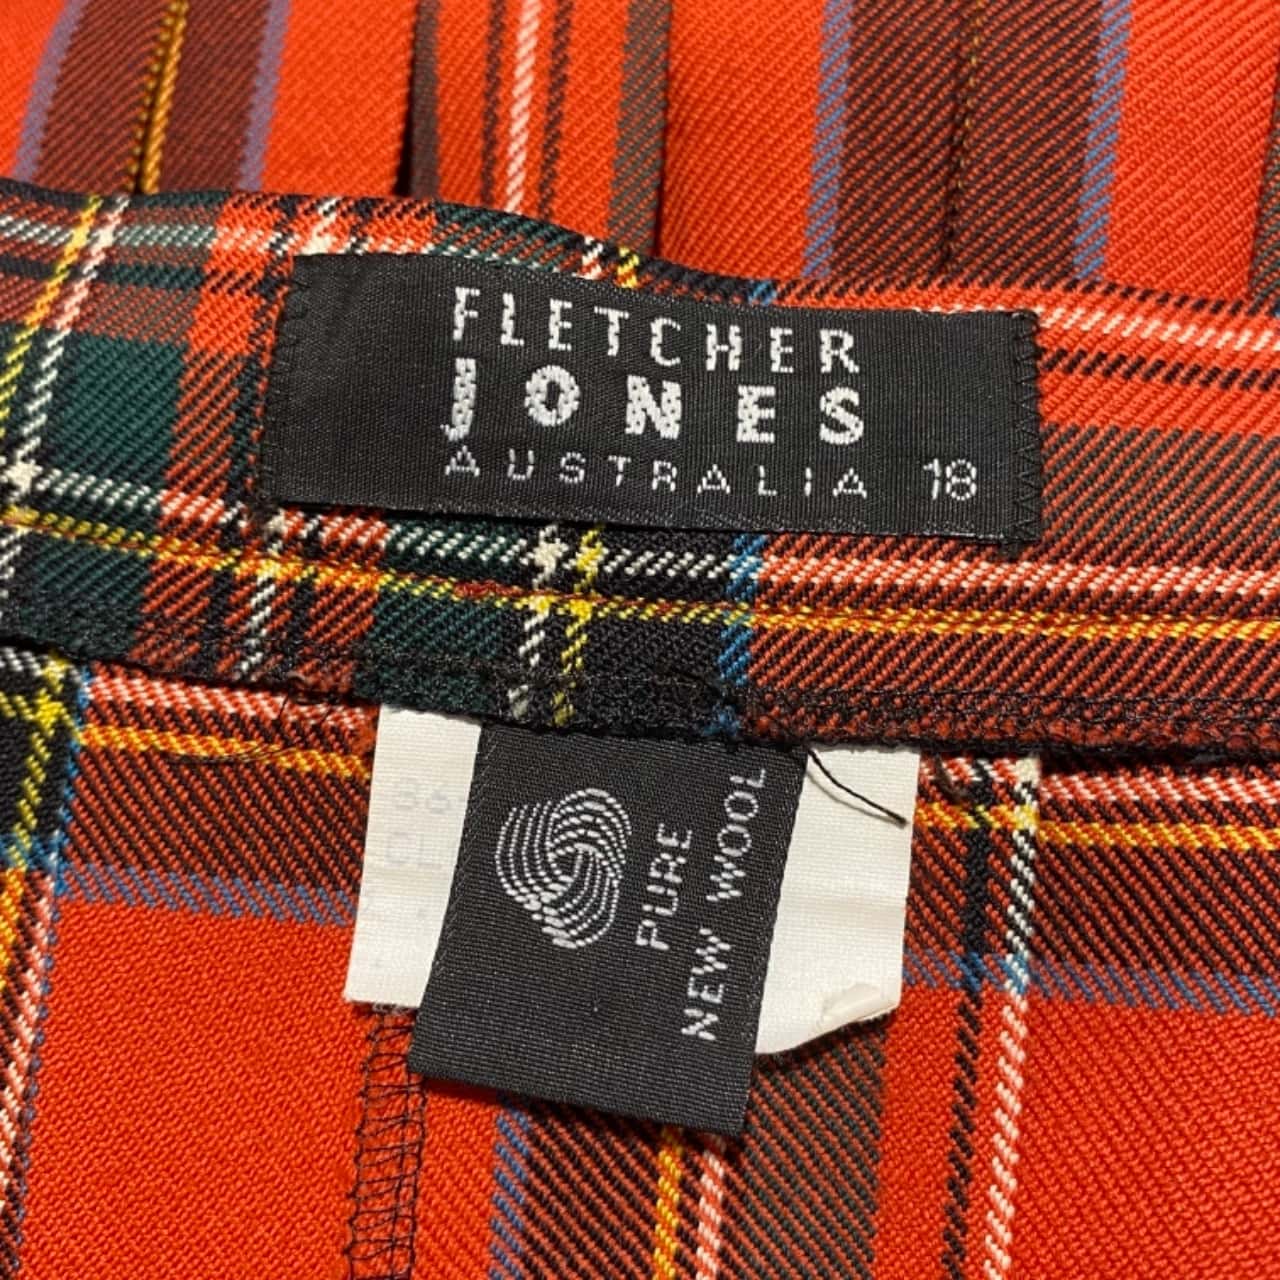 FLETCHER
JONES
AUSTRALIA 18
PURE
NEW WOOL